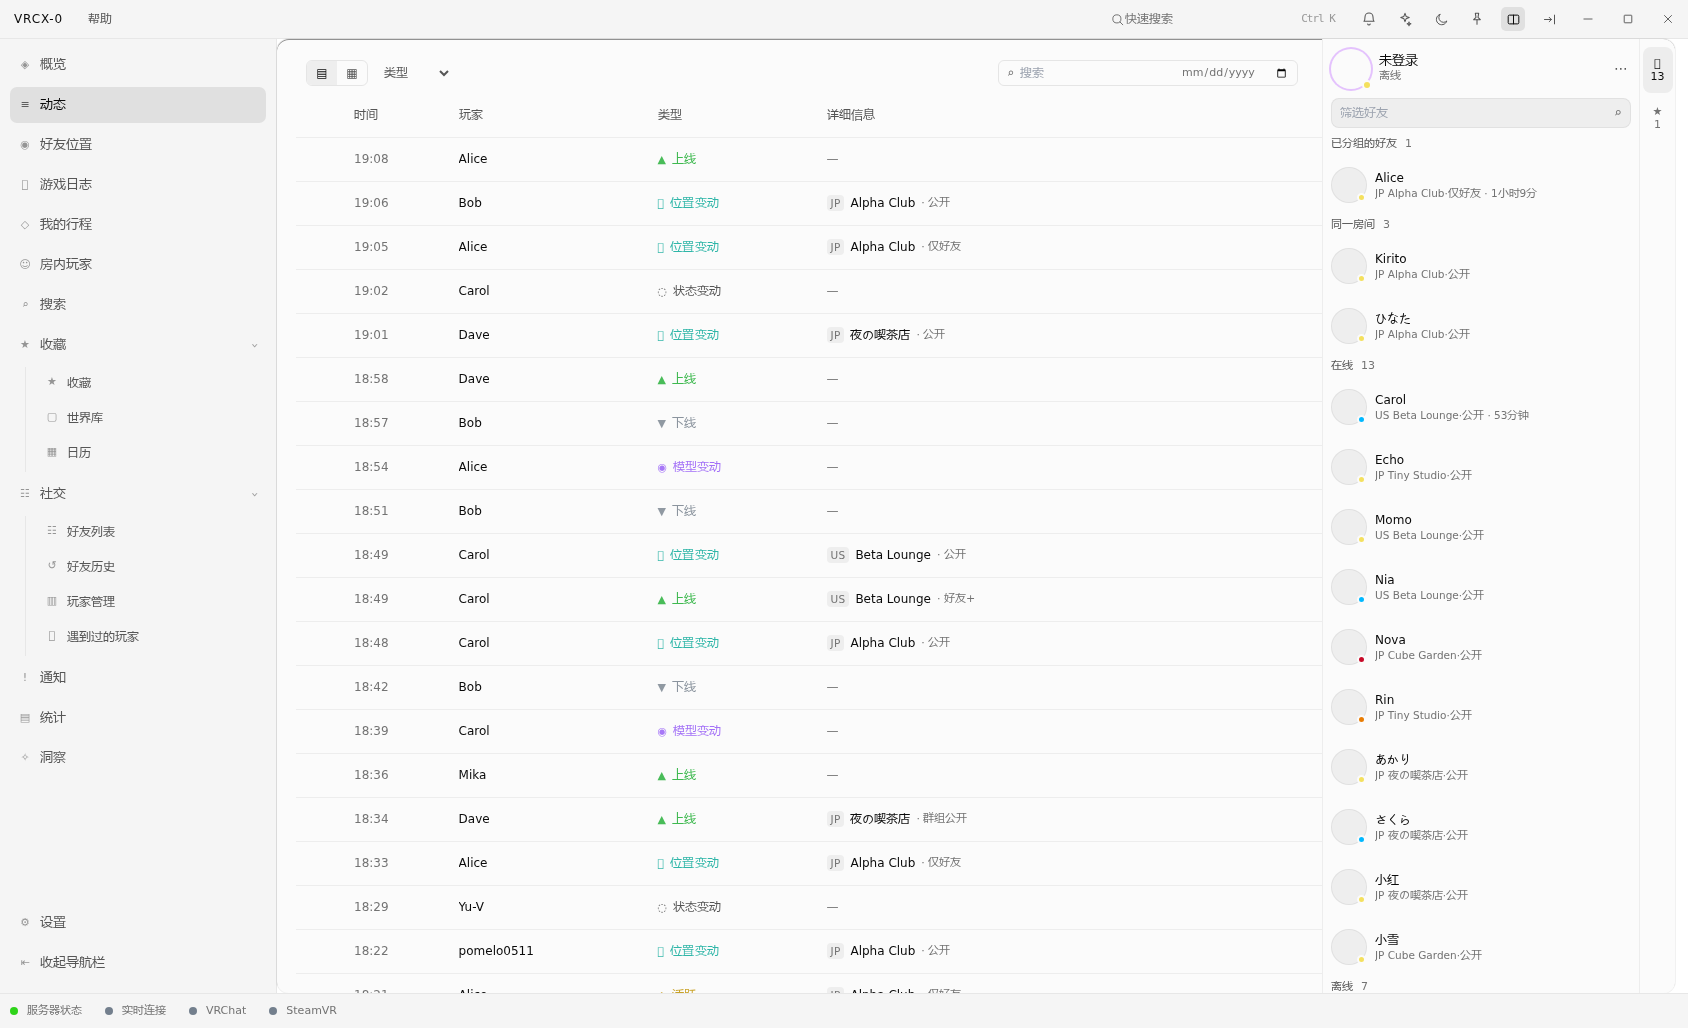 VRCX-0 帮助 快速搜索 Ctrl K
概览
动态
好友位置
游戏日志
我的行程
房内玩家
搜索
收藏
收藏
世界库
日历
社交
好友列表
好友历史
玩家管理
遇到过的玩家
通知
统计
洞察
设置
收起导航栏
类型 搜索 mm/dd/yyyy
时间 玩家 类型 详细信息
19:08 Alice 上线 —
19:06 Bob 位置变动 JP Alpha Club · 公开
19:05 Alice 位置变动 JP Alpha Club · 仅好友
19:02 Carol 状态变动 —
19:01 Dave 位置变动 JP 夜の喫茶店 · 公开
18:58 Dave 上线 —
18:57 Bob 下线 —
18:54 Alice 模型变动 —
18:51 Bob 下线 —
18:49 Carol 位置变动 US Beta Lounge · 公开
18:49 Carol 上线 US Beta Lounge · 好友+
18:48 Carol 位置变动 JP Alpha Club · 公开
18:42 Bob 下线 —
18:39 Carol 模型变动 —
18:36 Mika 上线 —
18:34 Dave 上线 JP 夜の喫茶店 · 群组公开
18:33 Alice 位置变动 JP Alpha Club · 仅好友
18:29 Yu-V 状态变动 —
18:22 pomelo0511 位置变动 JP Alpha Club · 公开
未登录
离线
筛选好友
已分组的好友 1
Alice
JP Alpha Club·仅好友 · 1小时9分
同一房间 3
Kirito
JP Alpha Club·公开
ひなた
JP Alpha Club·公开
在线 13
Carol
US Beta Lounge·公开 · 53分钟
Echo
JP Tiny Studio·公开
Momo
US Beta Lounge·公开
Nia
US Beta Lounge·公开
Nova
JP Cube Garden·公开
Rin
JP Tiny Studio·公开
あかり
JP 夜の喫茶店·公开
さくら
JP 夜の喫茶店·公开
小红
JP 夜の喫茶店·公开
小雪
JP Cube Garden·公开
离线 7
13
1
服务器状态 实时连接 VRChat SteamVR